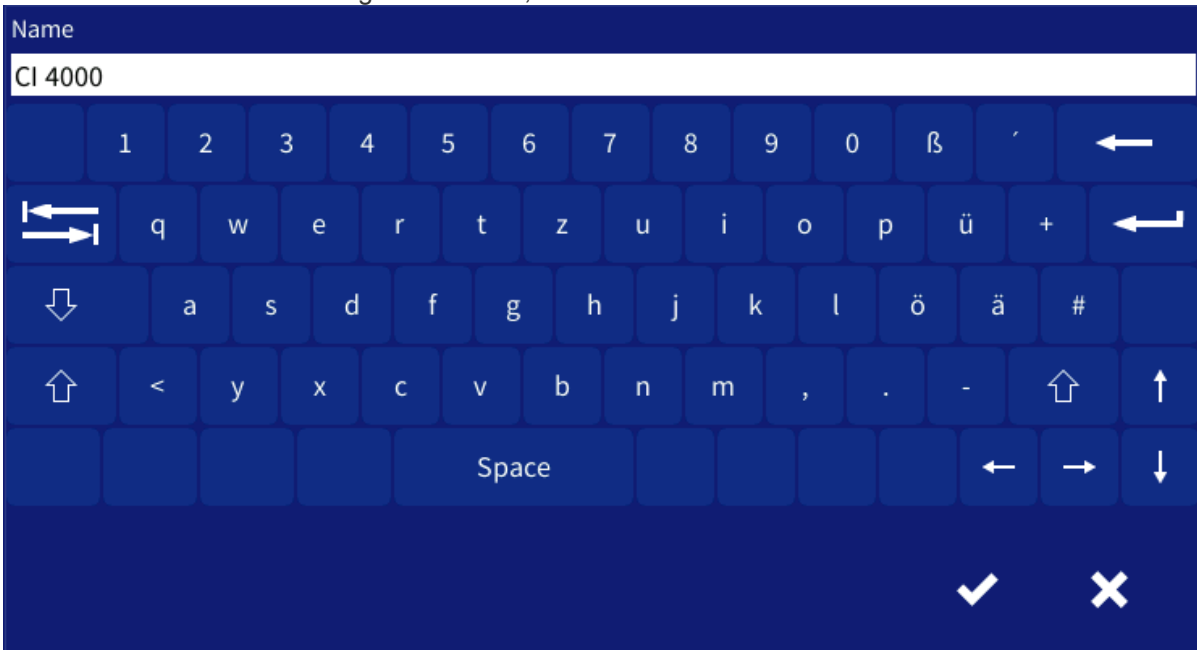 Name
CI 4000
1 2 3 4 5 6 7 8 9 0 ß ´
q w e r t z u i o p ü +
a s d f g h j k l ö ä #
< y x c v b n m , . -
Space